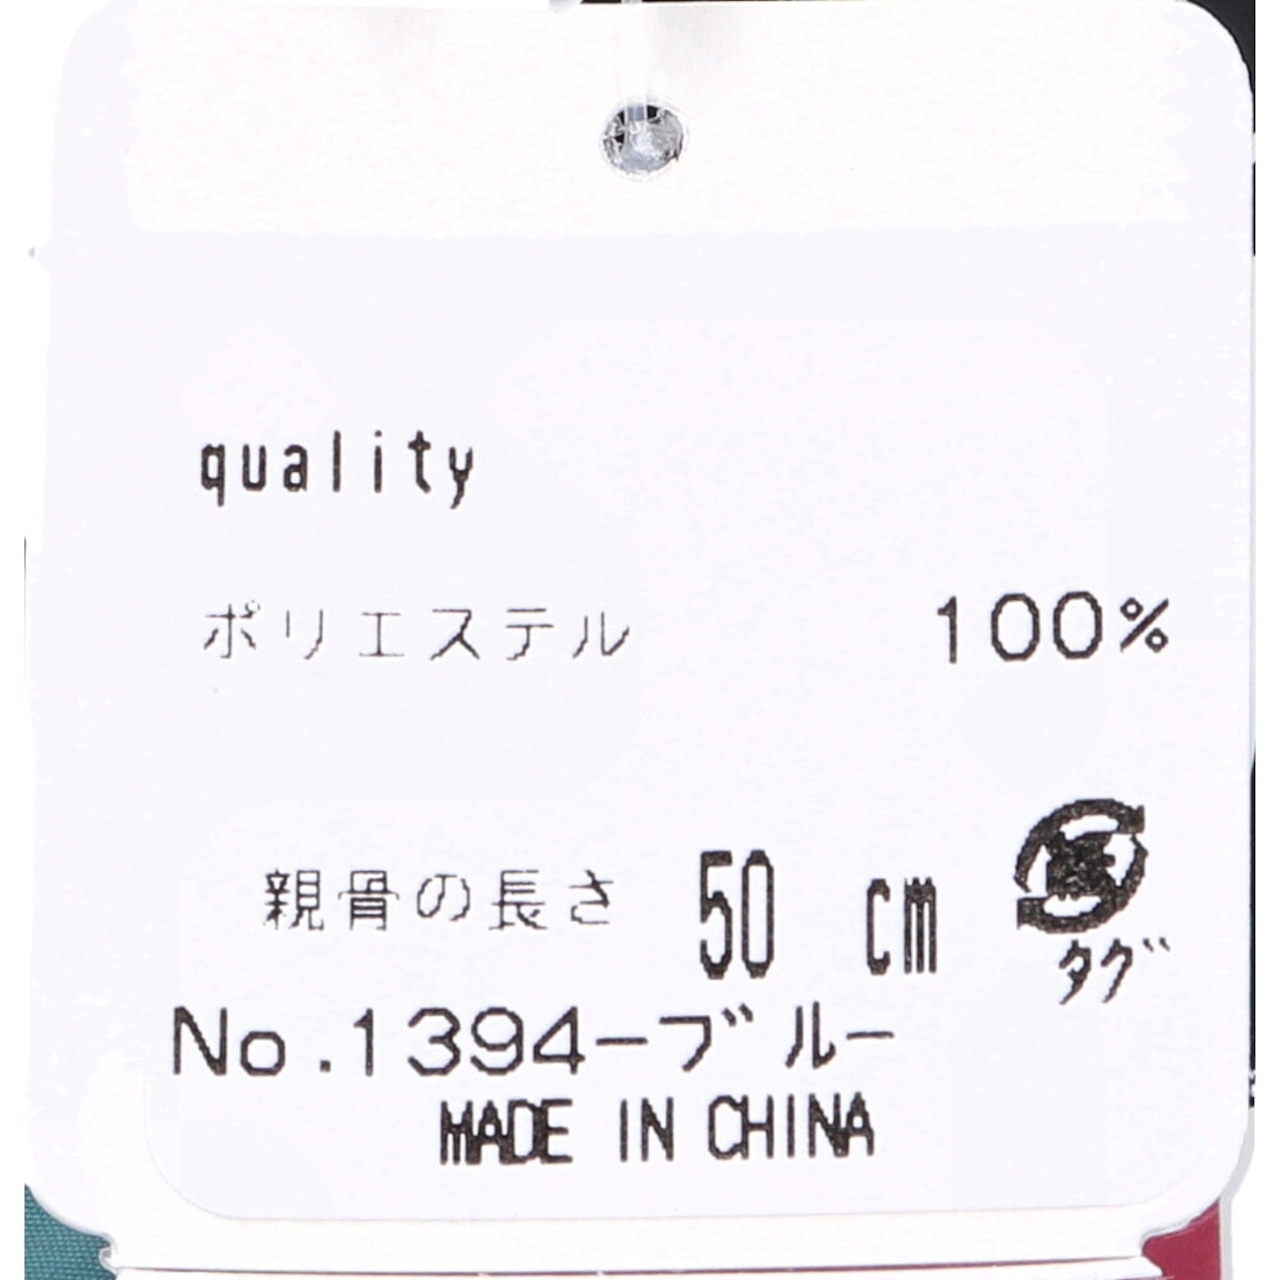 quality
ポリエステル 100%
親骨の長さ 50 cm
タグ
No.1394-ブルー
MADE IN CHINA